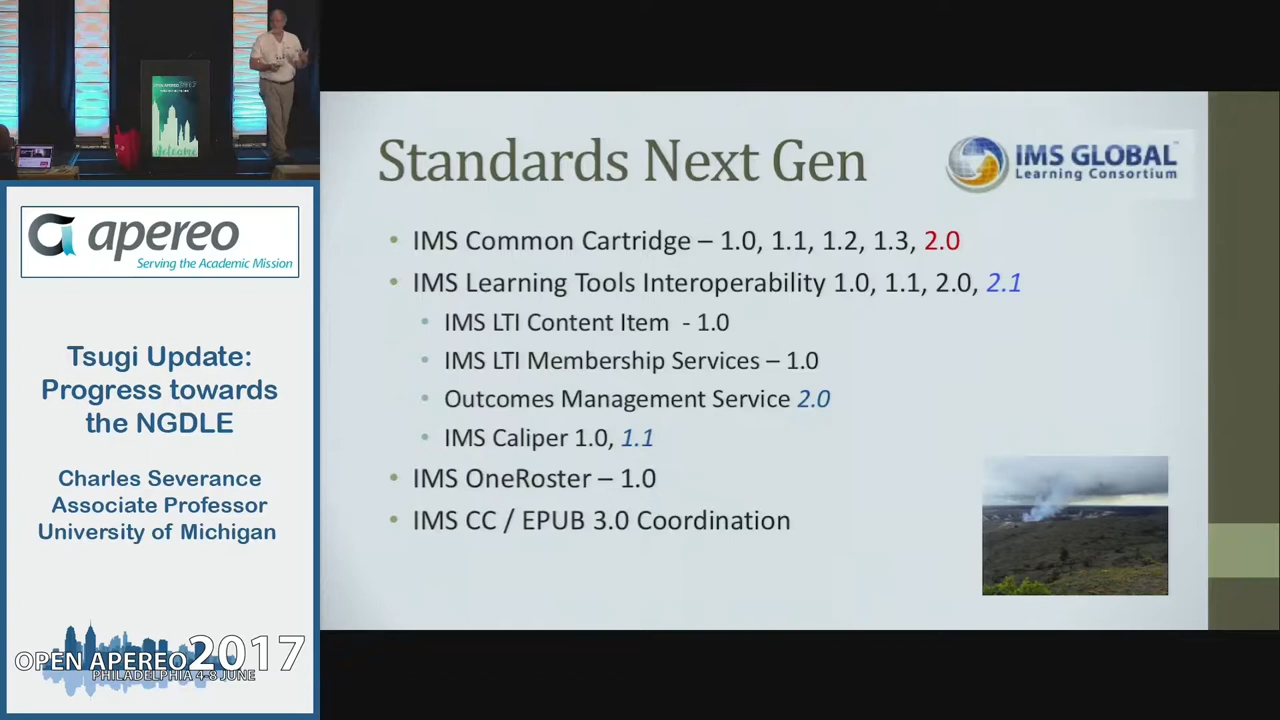 apereo
Serving the Academic Mission
Tsugi Update:
Progress towards
the NGDLE
Charles Severance
Associate Professor
University of Michigan
OPEN APEREO 2017
PHILADELPHIA 4-8 JUNE
Welcome
Standards Next Gen
IMS GLOBAL
Learning Consortium
• IMS Common Cartridge – 1.0, 1.1, 1.2, 1.3, 2.0
• IMS Learning Tools Interoperability 1.0, 1.1, 2.0, 2.1
• IMS LTI Content Item - 1.0
• IMS LTI Membership Services – 1.0
• Outcomes Management Service 2.0
• IMS Caliper 1.0, 1.1
• IMS OneRoster – 1.0
• IMS CC / EPUB 3.0 Coordination